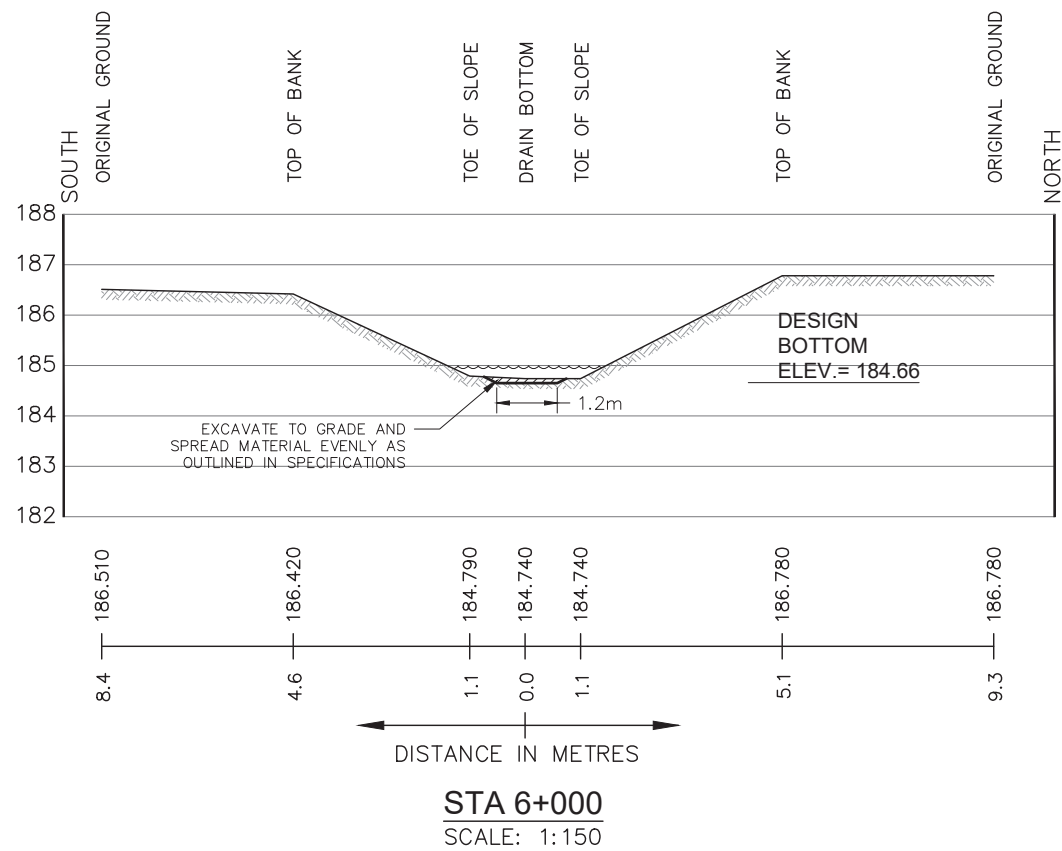 SOUTH
ORIGINAL GROUND
TOP OF BANK
TOE OF SLOPE
DRAIN BOTTOM
TOE OF SLOPE
TOP OF BANK
ORIGINAL GROUND
NORTH
188
187
186
185
184
183
182
DESIGN
BOTTOM
ELEV.= 184.66
1.2m
EXCAVATE TO GRADE AND
SPREAD MATERIAL EVENLY AS
OUTLINED IN SPECIFICATIONS
186.510
186.420
184.790
184.740
184.740
186.780
186.780
8.4
4.6
1.1
0.0
1.1
5.1
9.3
DISTANCE IN METRES
STA 6+000
SCALE: 1:150